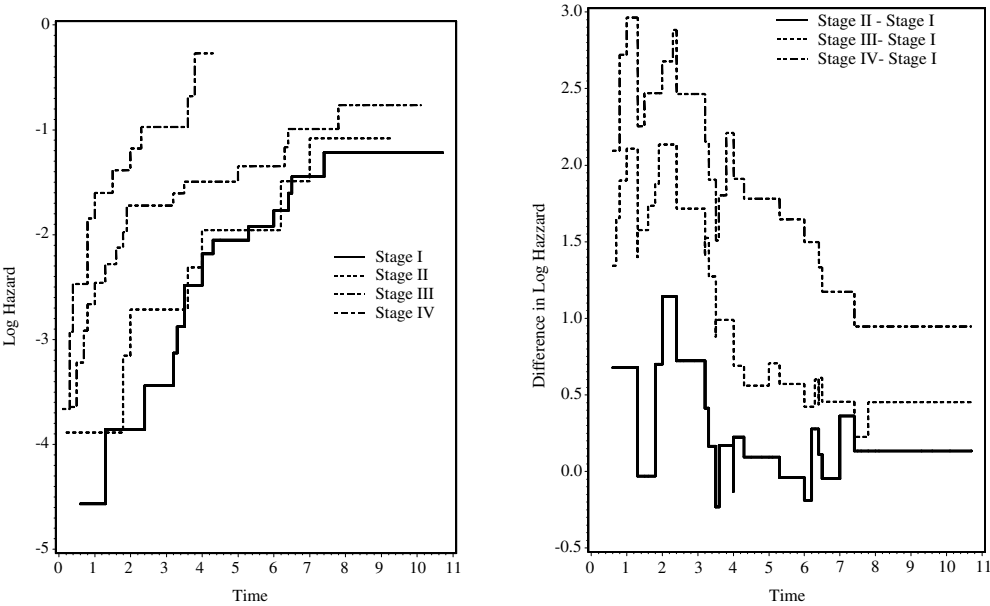 0
-1
-2
-3
-4
-5
Log Hazard
Stage I
Stage II
Stage III
Stage IV
0 1 2 3 4 5 6 7 8 9 10 11
Time
3.0
2.5
2.0
1.5
1.0
0.5
0.0
-0.5
Difference in Log Hazzard
Stage II - Stage I
Stage III- Stage I
Stage IV- Stage I
0 1 2 3 4 5 6 7 8 9 10 11
Time